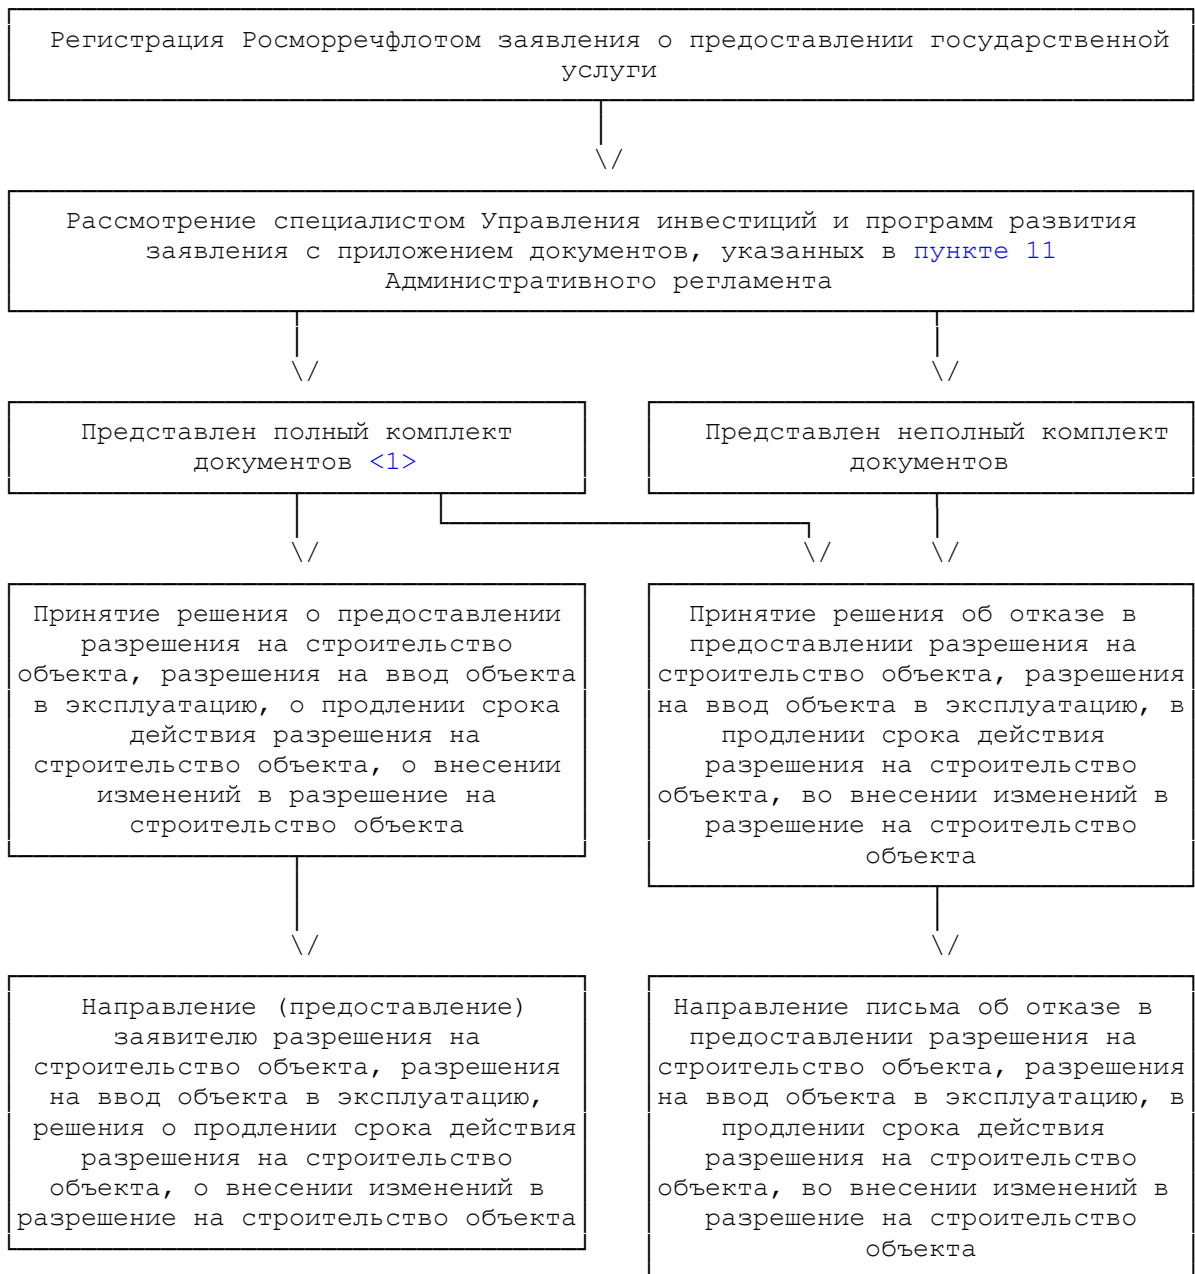 Регистрация Росморречфлотом заявления о предоставлении государственной
услуги
\/
Рассмотрение специалистом Управления инвестиций и программ развития
заявления с приложением документов, указанных в пункте 11
Административного регламента
\/
\/
Представлен полный комплект
документов <1>
Представлен неполный комплект
документов
\/
\/
\/
Принятие решения о предоставлении
разрешения на строительство
объекта, разрешения на ввод объекта
в эксплуатацию, о продлении срока
действия разрешения на
строительство объекта, о внесении
изменений в разрешение на
строительство объекта
Принятие решения об отказе в
предоставлении разрешения на
строительство объекта, разрешения
на ввод объекта в эксплуатацию, в
продлении срока действия
разрешения на строительство
объекта, во внесении изменений в
разрешение на строительство
объекта
\/
\/
Направление (предоставление)
заявителю разрешения на
строительство объекта, разрешения
на ввод объекта в эксплуатацию,
решения о продлении срока действия
разрешения на строительство
объекта, о внесении изменений в
разрешение на строительство объекта
Направление письма об отказе в
предоставлении разрешения на
строительство объекта, разрешения
на ввод объекта в эксплуатацию, в
продлении срока действия
разрешения на строительство
объекта, во внесении изменений в
разрешение на строительство
объекта